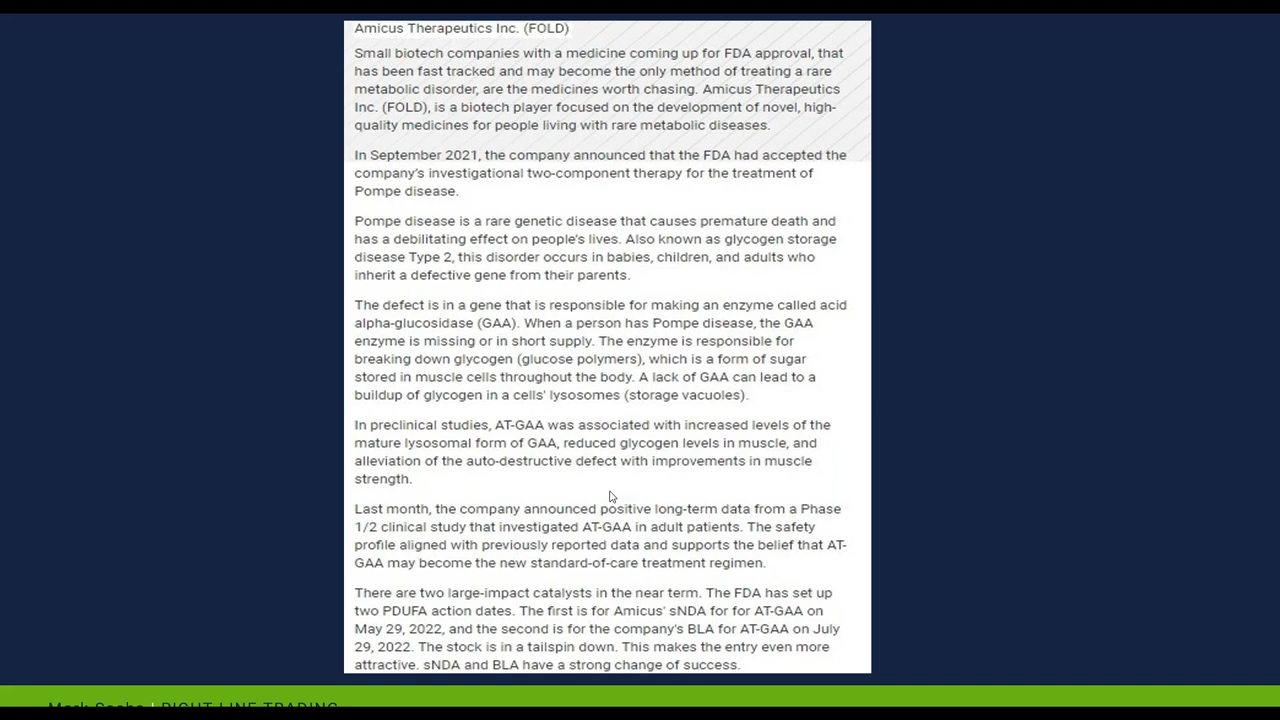 Amicus Therapeutics Inc. (FOLD)
Small biotech companies with a medicine coming up for FDA approval, that
has been fast tracked and may become the only method of treating a rare
metabolic disorder, are the medicines worth chasing. Amicus Therapeutics
Inc. (FOLD), is a biotech player focused on the development of novel, high-
quality medicines for people living with rare metabolic diseases.
In September 2021, the company announced that the FDA had accepted the
company's investigational two-component therapy for the treatment of
Pompe disease.
Pompe disease is a rare genetic disease that causes premature death and
has a debilitating effect on people's lives. Also known as glycogen storage
disease Type 2, this disorder occurs in babies, children, and adults who
inherit a defective gene from their parents.
The defect is in a gene that is responsible for making an enzyme called acid
alpha-glucosidase (GAA). When a person has Pompe disease, the GAA
enzyme is missing or in short supply. The enzyme is responsible for
breaking down glycogen (glucose polymers), which is a form of sugar
stored in muscle cells throughout the body. A lack of GAA can lead to a
buildup of glycogen in a cells' lysosomes (storage vacuoles).
In preclinical studies, AT-GAA was associated with increased levels of the
mature lysosomal form of GAA, reduced glycogen levels in muscle, and
alleviation of the auto-destructive defect with improvements in muscle
strength.
Last month, the company announced positive long-term data from a Phase
1/2 clinical study that investigated AT-GAA in adult patients. The safety
profile aligned with previously reported data and supports the belief that AT-
GAA may become the new standard-of-care treatment regimen.
There are two large-impact catalysts in the near term. The FDA has set up
two PDUFA action dates. The first is for Amicus' sNDA for for AT-GAA on
May 29, 2022, and the second is for the company's BLA for AT-GAA on July
29, 2022. The stock is in a tailspin down. This makes the entry even more
attractive. sNDA and BLA have a strong change of success.
| RIGHT LINE TRADING